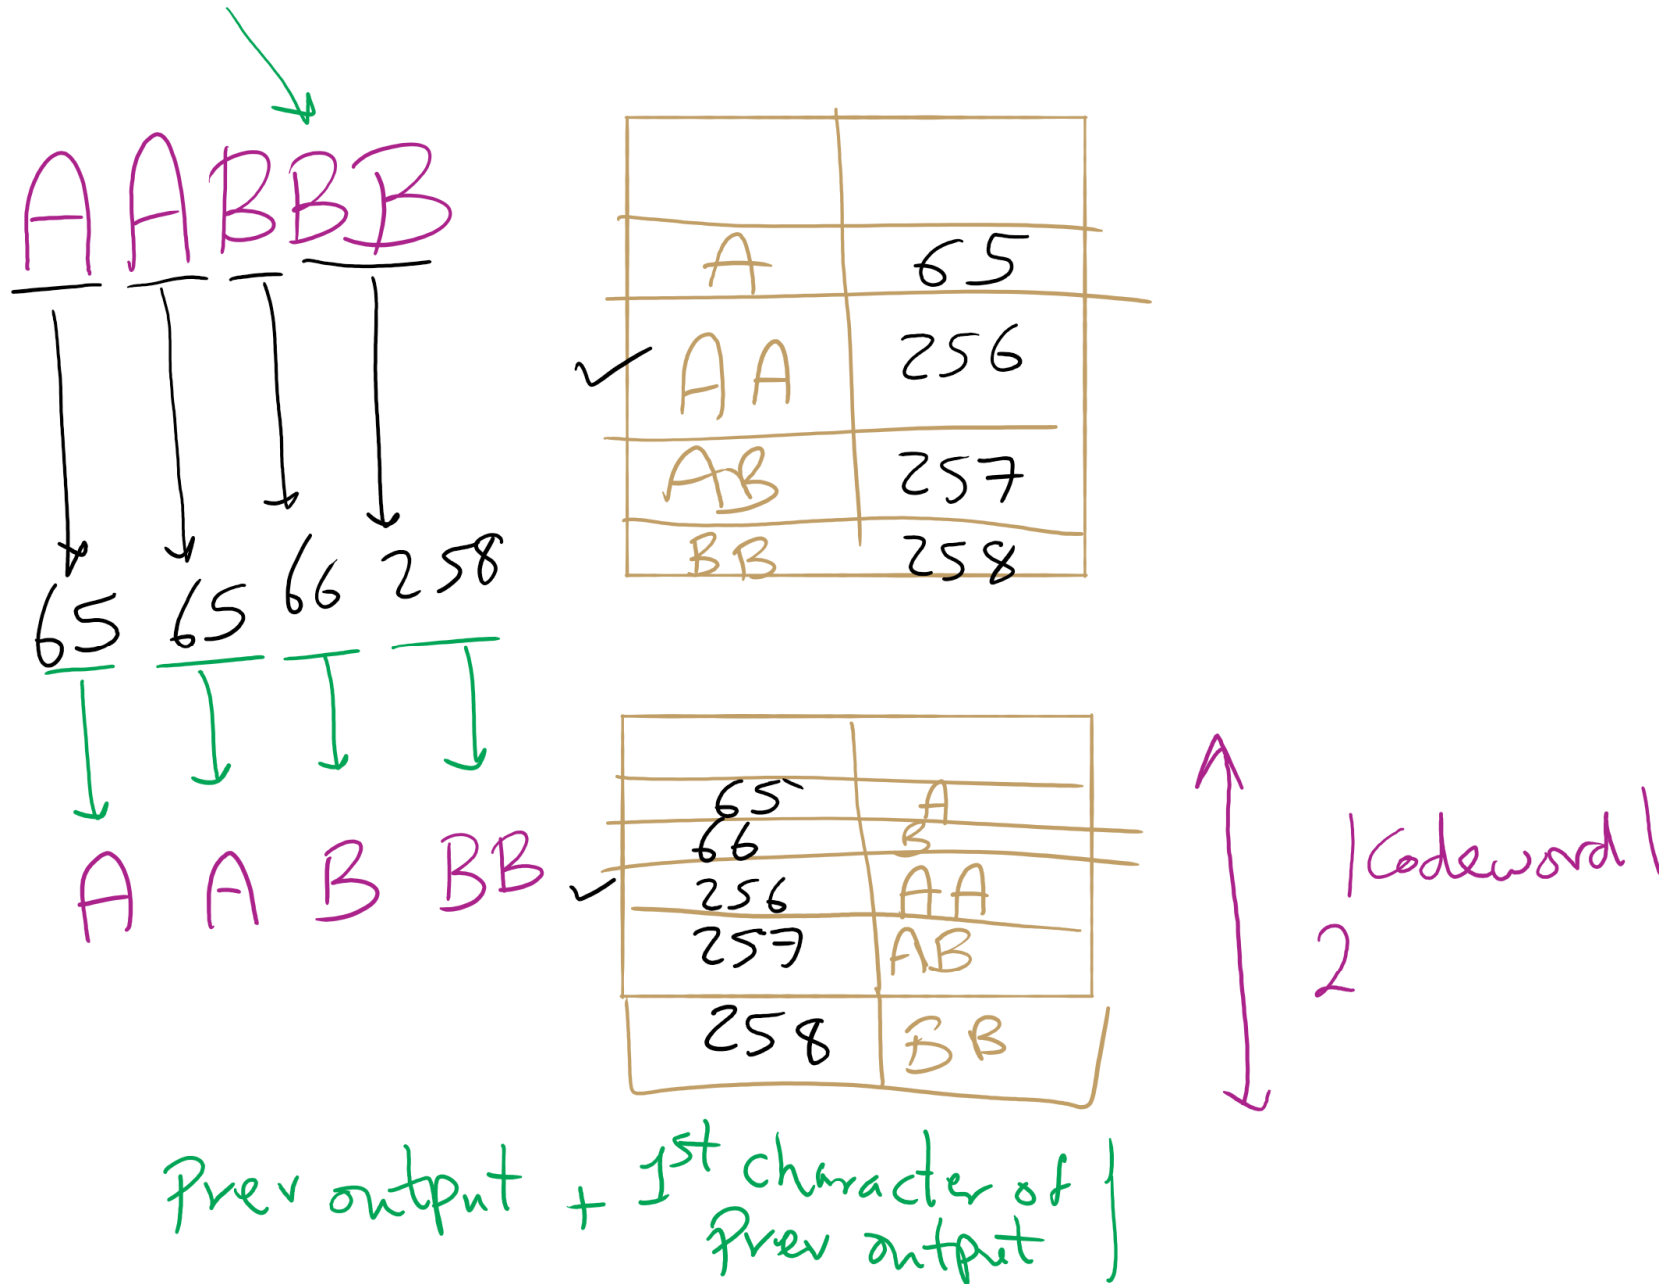 A A B B B
65 65 66 258
A A B BB
A 65
AA 256
AB 257
BB 258
65 A
66 B
256 AA
257 AB
258 BB
|Codeword|
2
Prev output + 1st character of
Prev output